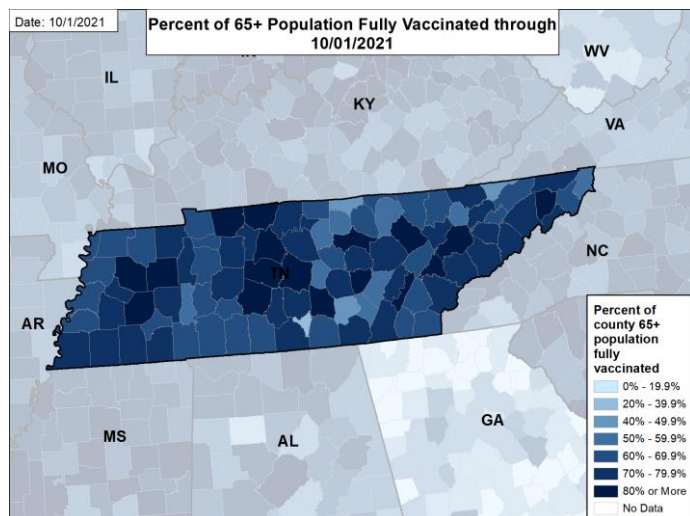 Date: 10/1/2021
Percent of 65+ Population Fully Vaccinated through
10/01/2021
WV
IL
KY
VA
MO
TN
NC
AR
MS
AL
GA
Percent of
county 65+
population
fully
vaccinated
0% - 19.9%
20% - 39.9%
40% - 49.9%
50% - 59.9%
60% - 69.9%
70% - 79.9%
80% or More
No Data